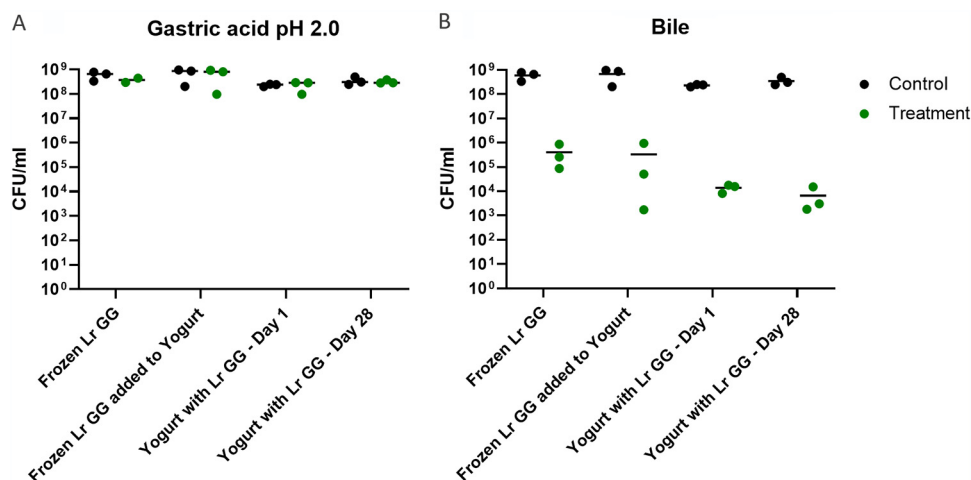 A
Gastric acid pH 2.0
CFU/ml
10⁹
10⁸
10⁷
10⁶
10⁵
10⁴
10³
10²
10¹
10⁰
Frozen Lr GG
Frozen Lr GG added to Yogurt
Yogurt with Lr GG - Day 1
Yogurt with Lr GG - Day 28
B
Bile
CFU/ml
10⁹
10⁸
10⁷
10⁶
10⁵
10⁴
10³
10²
10¹
10⁰
Frozen Lr GG
Frozen Lr GG added to Yogurt
Yogurt with Lr GG - Day 1
Yogurt with Lr GG - Day 28
Control
Treatment